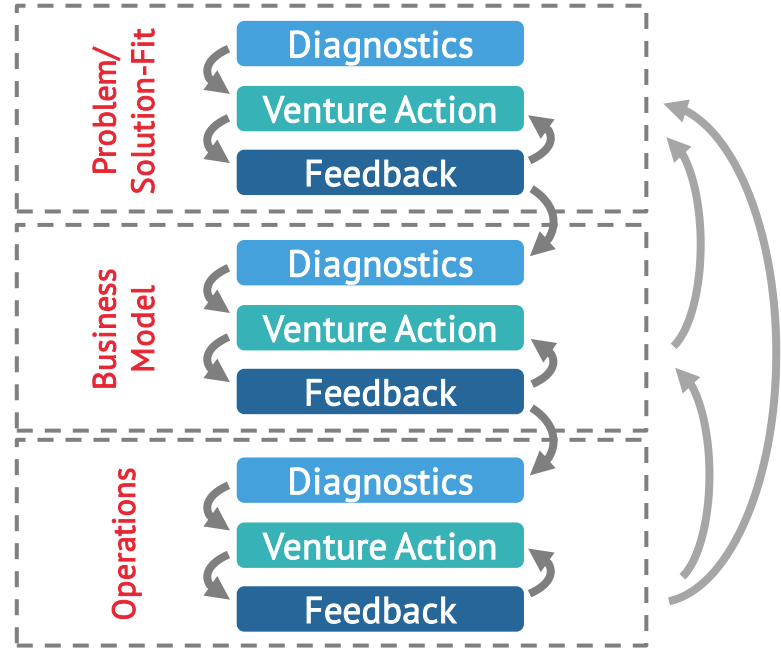 Problem/
Solution-Fit
Diagnostics
Venture Action
Feedback
Business
Model
Diagnostics
Venture Action
Feedback
Operations
Diagnostics
Venture Action
Feedback